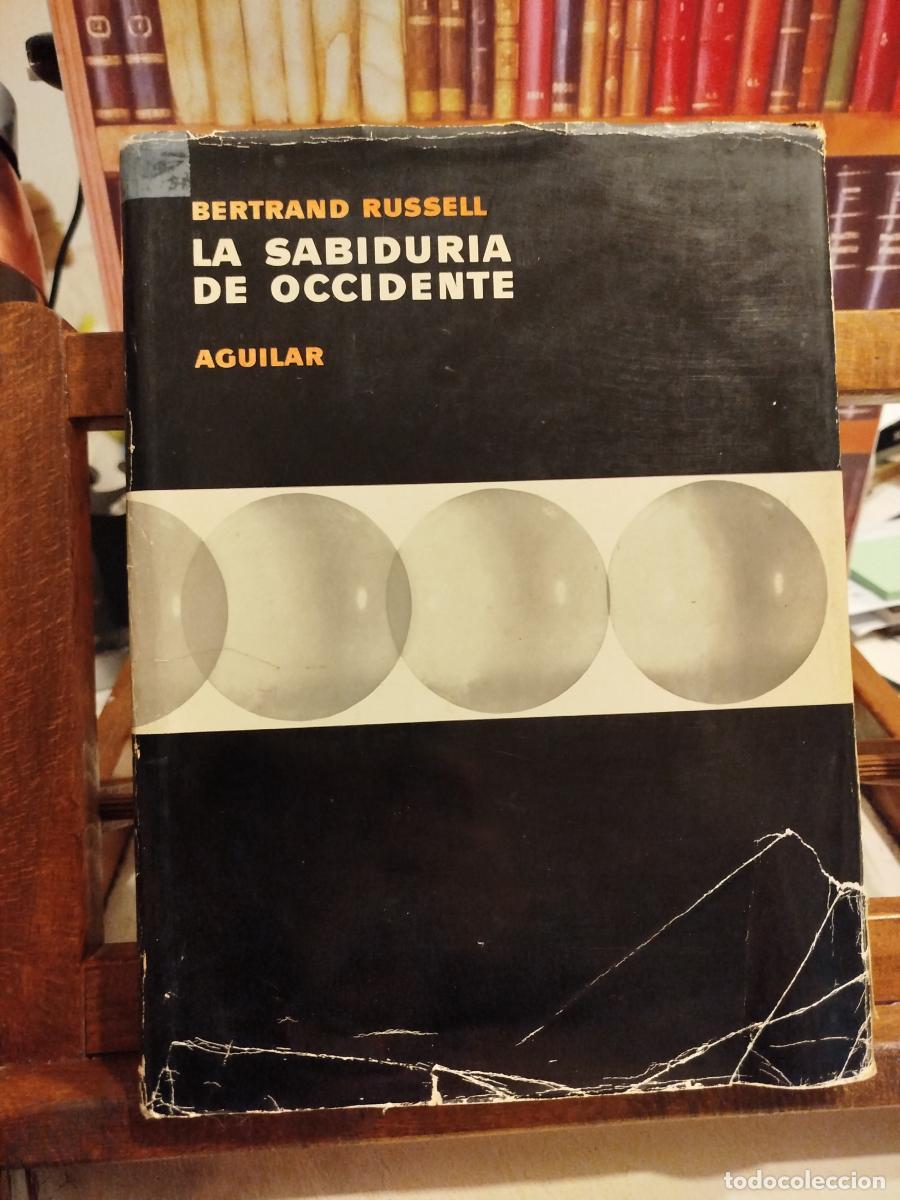 BERTRAND RUSSELL
LA SABIDURIA
DE OCCIDENTE
AGUILAR
todocoleccion